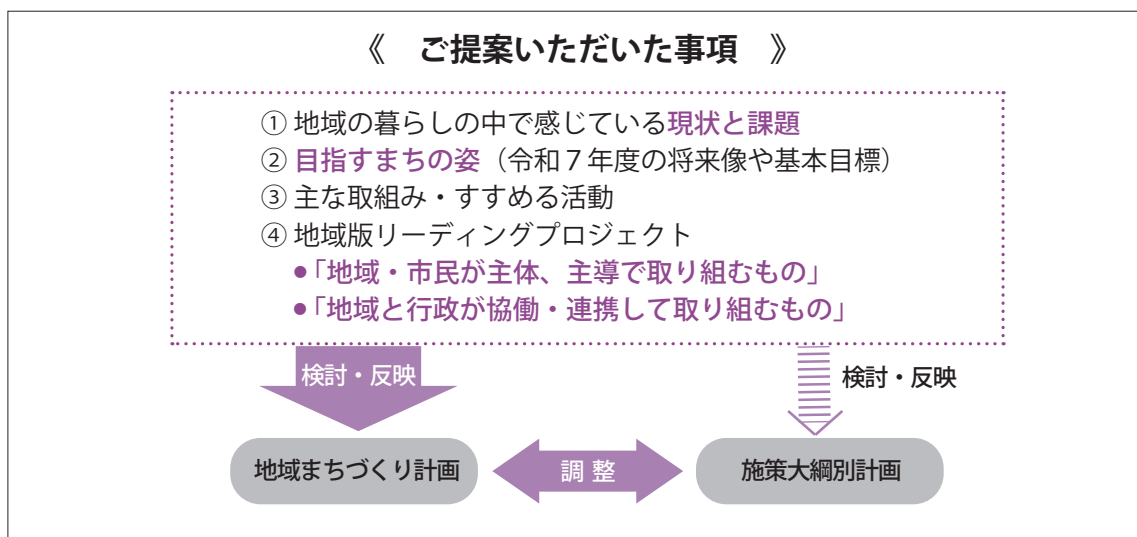 《 ご提案いただいた事項 》
① 地域の暮らしの中で感じている現状と課題
② 目指すまちの姿（令和７年度の将来像や基本目標）
③ 主な取組み・すすめる活動
④ 地域版リーディングプロジェクト
●「地域・市民が主体、主導で取り組むもの」
●「地域と行政が協働・連携して取り組むもの」
検討・反映
検討・反映
地域まちづくり計画
調 整
施策大綱別計画